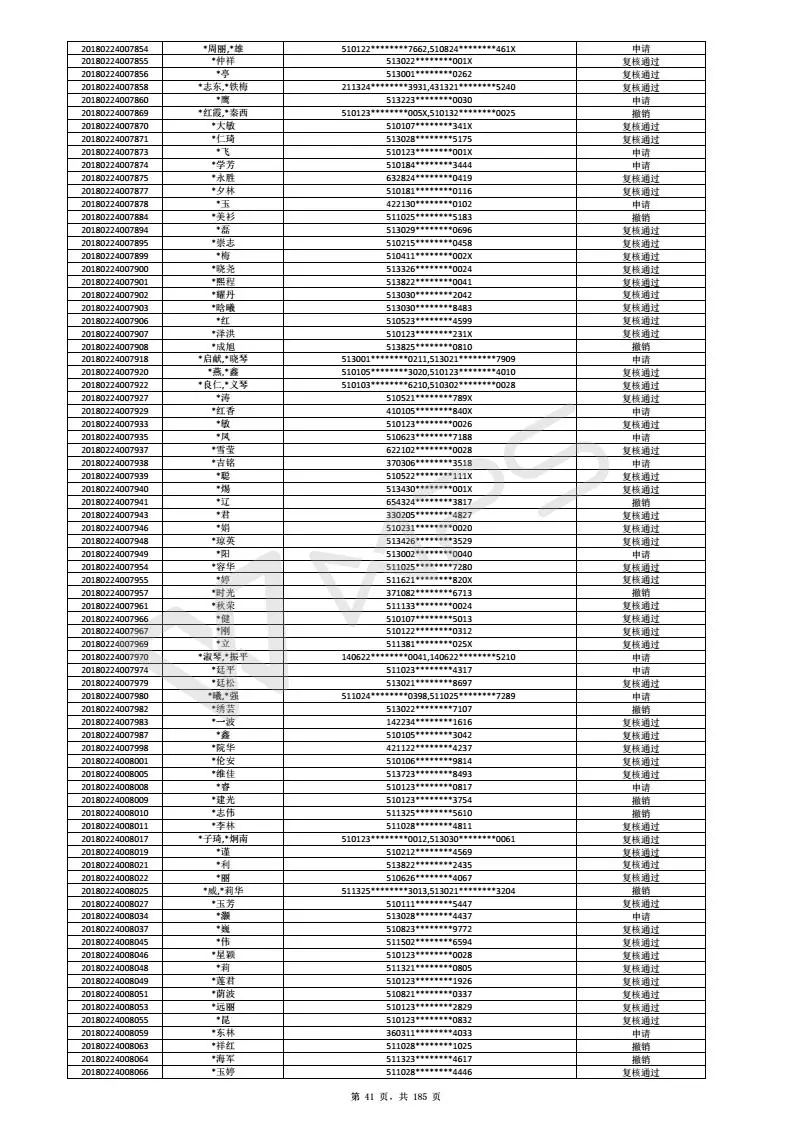 20180224007854 *周丽,*雄 510122********7662,510824********461X 申请
20180224007855 *仲祥 513022********001X 复核通过
20180224007856 *亭 513001********0262 复核通过
20180224007858 *志东,*铁梅 211324********3931,431321********5240 复核通过
20180224007860 *鹰 513223********0030 申请
20180224007869 *红霞,*秦西 510123********005X,510132********0025 撤销
20180224007870 *大敏 510107********341X 复核通过
20180224007871 *仁琦 513028********5175 复核通过
20180224007873 *飞 510123********001X 申请
20180224007874 *学芳 510184********3444 申请
20180224007875 *永胜 632824********0419 复核通过
20180224007877 *夕林 510181********0116 复核通过
20180224007878 *玉 422130********0102 申请
20180224007884 *美衫 511025********5183 撤销
20180224007894 *磊 513029********0696 复核通过
20180224007895 *崇志 510215********0458 复核通过
20180224007899 *梅 510411********002X 复核通过
20180224007900 *晓尧 513326********0024 复核通过
20180224007901 *熙程 513822********0041 复核通过
20180224007902 *耀丹 513030********2042 复核通过
20180224007903 *晗曦 513030********8483 复核通过
20180224007906 *红 510523********4599 复核通过
20180224007907 *泽洪 510123********231X 复核通过
20180224007908 *成旭 513825********0810 撤销
20180224007918 *启献,*晓琴 513001********0211,513021********7909 申请
20180224007920 *燕,*鑫 510105********3020,510123********4010 复核通过
20180224007922 *良仁,*义琴 510103********6210,510302********0028 复核通过
20180224007927 *涛 510521********789X 复核通过
20180224007929 *红香 410105********840X 申请
20180224007933 *敏 510123********0026 复核通过
20180224007935 *凤 510623********7188 申请
20180224007937 *雪莹 622102********0028 复核通过
20180224007938 *吉铭 370306********3518 申请
20180224007939 *聪 510522********111X 复核通过
20180224007940 *炀 513430********001X 复核通过
20180224007941 *辽 654324********3817 撤销
20180224007943 *君 330205********4827 复核通过
20180224007946 *娟 510231********0020 复核通过
20180224007948 *琼英 513426********3529 复核通过
20180224007949 *阳 513002********0040 申请
20180224007954 *容华 511025********7280 复核通过
20180224007955 *婷 511621********820X 复核通过
20180224007957 *时光 371082********6713 撤销
20180224007961 *秋荣 511133********0024 复核通过
20180224007966 *健 510107********5013 复核通过
20180224007967 *刚 510122********0312 复核通过
20180224007969 *立 511381********025X 复核通过
20180224007970 *淑琴,*振平 140622********0041,140622********5210 申请
20180224007974 *廷平 511023********4317 申请
20180224007979 *廷松 513021********8697 复核通过
20180224007980 *曦,*强 511024********0398,511025********7289 申请
20180224007982 *绣芸 513022********7107 撤销
20180224007983 *一波 142234********1616 复核通过
20180224007987 *鑫 510105********3042 复核通过
20180224007998 *院华 421122********4237 复核通过
20180224008001 *伦安 510106********9814 复核通过
20180224008005 *维佳 513723********8493 复核通过
20180224008008 *睿 510123********0817 申请
20180224008009 *建光 510123********3754 撤销
20180224008010 *志伟 511325********5610 撤销
20180224008011 *李林 511028********4811 复核通过
20180224008017 *子琦,*炯南 510123********0012,513030********0061 复核通过
20180224008019 *谨 510212********4569 复核通过
20180224008021 *利 513822********2435 复核通过
20180224008022 *丽 510626********4067 复核通过
20180224008025 *威,*莉华 511325********3013,513021********3204 撤销
20180224008027 *玉芳 510111********5447 复核通过
20180224008034 *灏 513028********4437 申请
20180224008037 *巍 510823********9772 复核通过
20180224008045 *伟 511502********6594 复核通过
20180224008046 *星颖 510123********0028 复核通过
20180224008048 *莉 511321********0805 复核通过
20180224008049 *莲君 510123********1926 复核通过
20180224008051 *荫波 510821********0337 复核通过
20180224008053 *远丽 510123********2829 复核通过
20180224008055 *昆 510123********0832 复核通过
20180224008059 *东林 360311********4033 申请
20180224008063 *祥红 511028********1025 撤销
20180224008064 *海军 511323********4617 撤销
20180224008066 *玉婷 511028********4446 复核通过
第 41 页，共 185 页